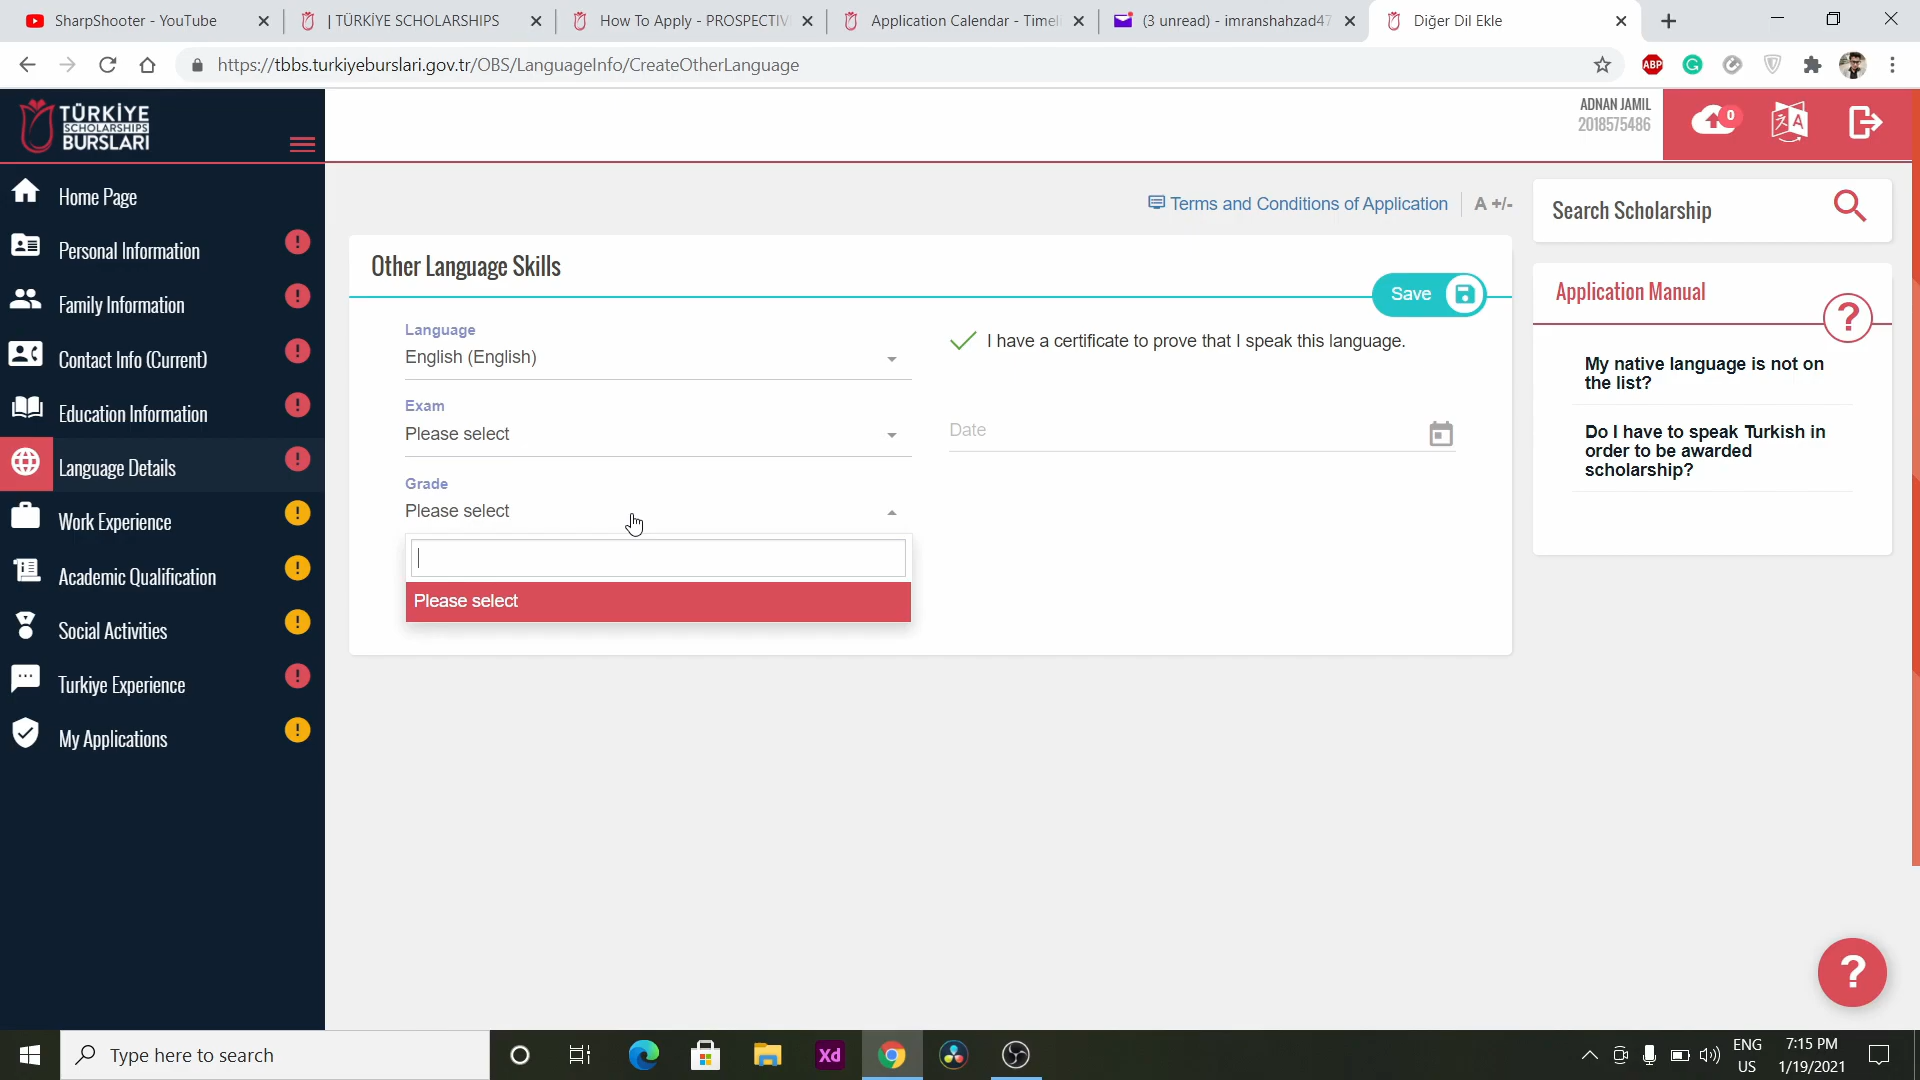 SharpShooter - YouTube
| TÜRKİYE SCHOLARSHIPS
How To Apply - PROSPECTIV
Application Calendar - Timel
(3 unread) - imranshahzad47
Diğer Dil Ekle
https://tbbs.turkiyeburslari.gov.tr/OBS/LanguageInfo/CreateOtherLanguage
ABP
TÜRKİYE
SCHOLARSHIPS
BURSLARI
ADNAN JAMIL
2018575486
0
A
Home Page
Personal Information
Family Information
Contact Info (Current)
Education Information
Language Details
Work Experience
Academic Qualification
Social Activities
Turkiye Experience
My Applications
Terms and Conditions of Application
A +/-
Other Language Skills
Save
Language
English (English)
I have a certificate to prove that I speak this language.
Exam
Please select
Date
Grade
Please select
Please select
Search Scholarship
Application Manual
?
My native language is not on
the list?
Do I have to speak Turkish in
order to be awarded
scholarship?
?
Type here to search
Xd
ENG
US
7:15 PM
1/19/2021